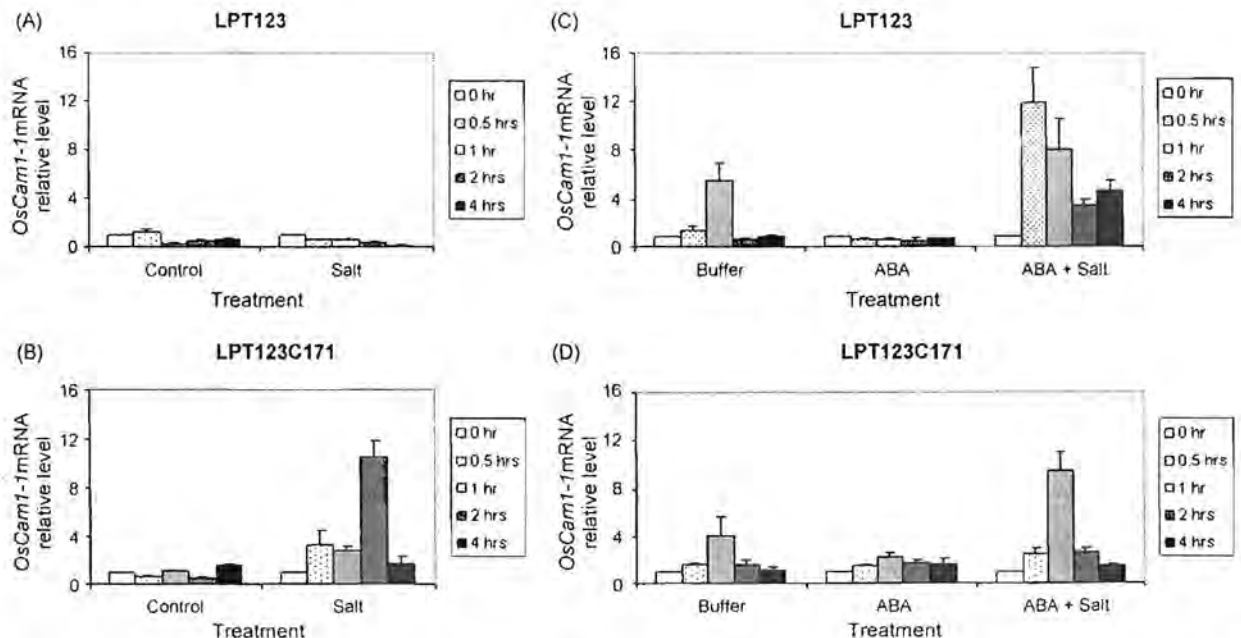 (A)
LPT123
OsCam1-1mRNA
relative level
16
12
8
4
0
Control
Salt
Treatment
0 hr
0.5 hrs
1 hr
2 hrs
4 hrs
(C)
LPT123
OsCam1-1mRNA
relative level
16
12
8
4
0
Buffer
ABA
ABA + Salt
Treatment
0 hr
0.5 hrs
1 hr
2 hrs
4 hrs
(B)
LPT123C171
OsCam1-1mRNA
relative level
16
12
8
4
0
Control
Salt
Treatment
0 hr
0.5 hrs
1 hr
2 hrs
4 hrs
(D)
LPT123C171
OsCam1-1mRNA
relative level
16
12
8
4
0
Buffer
ABA
ABA + Salt
Treatment
0 hr
0.5 hrs
1 hr
2 hrs
4 hrs